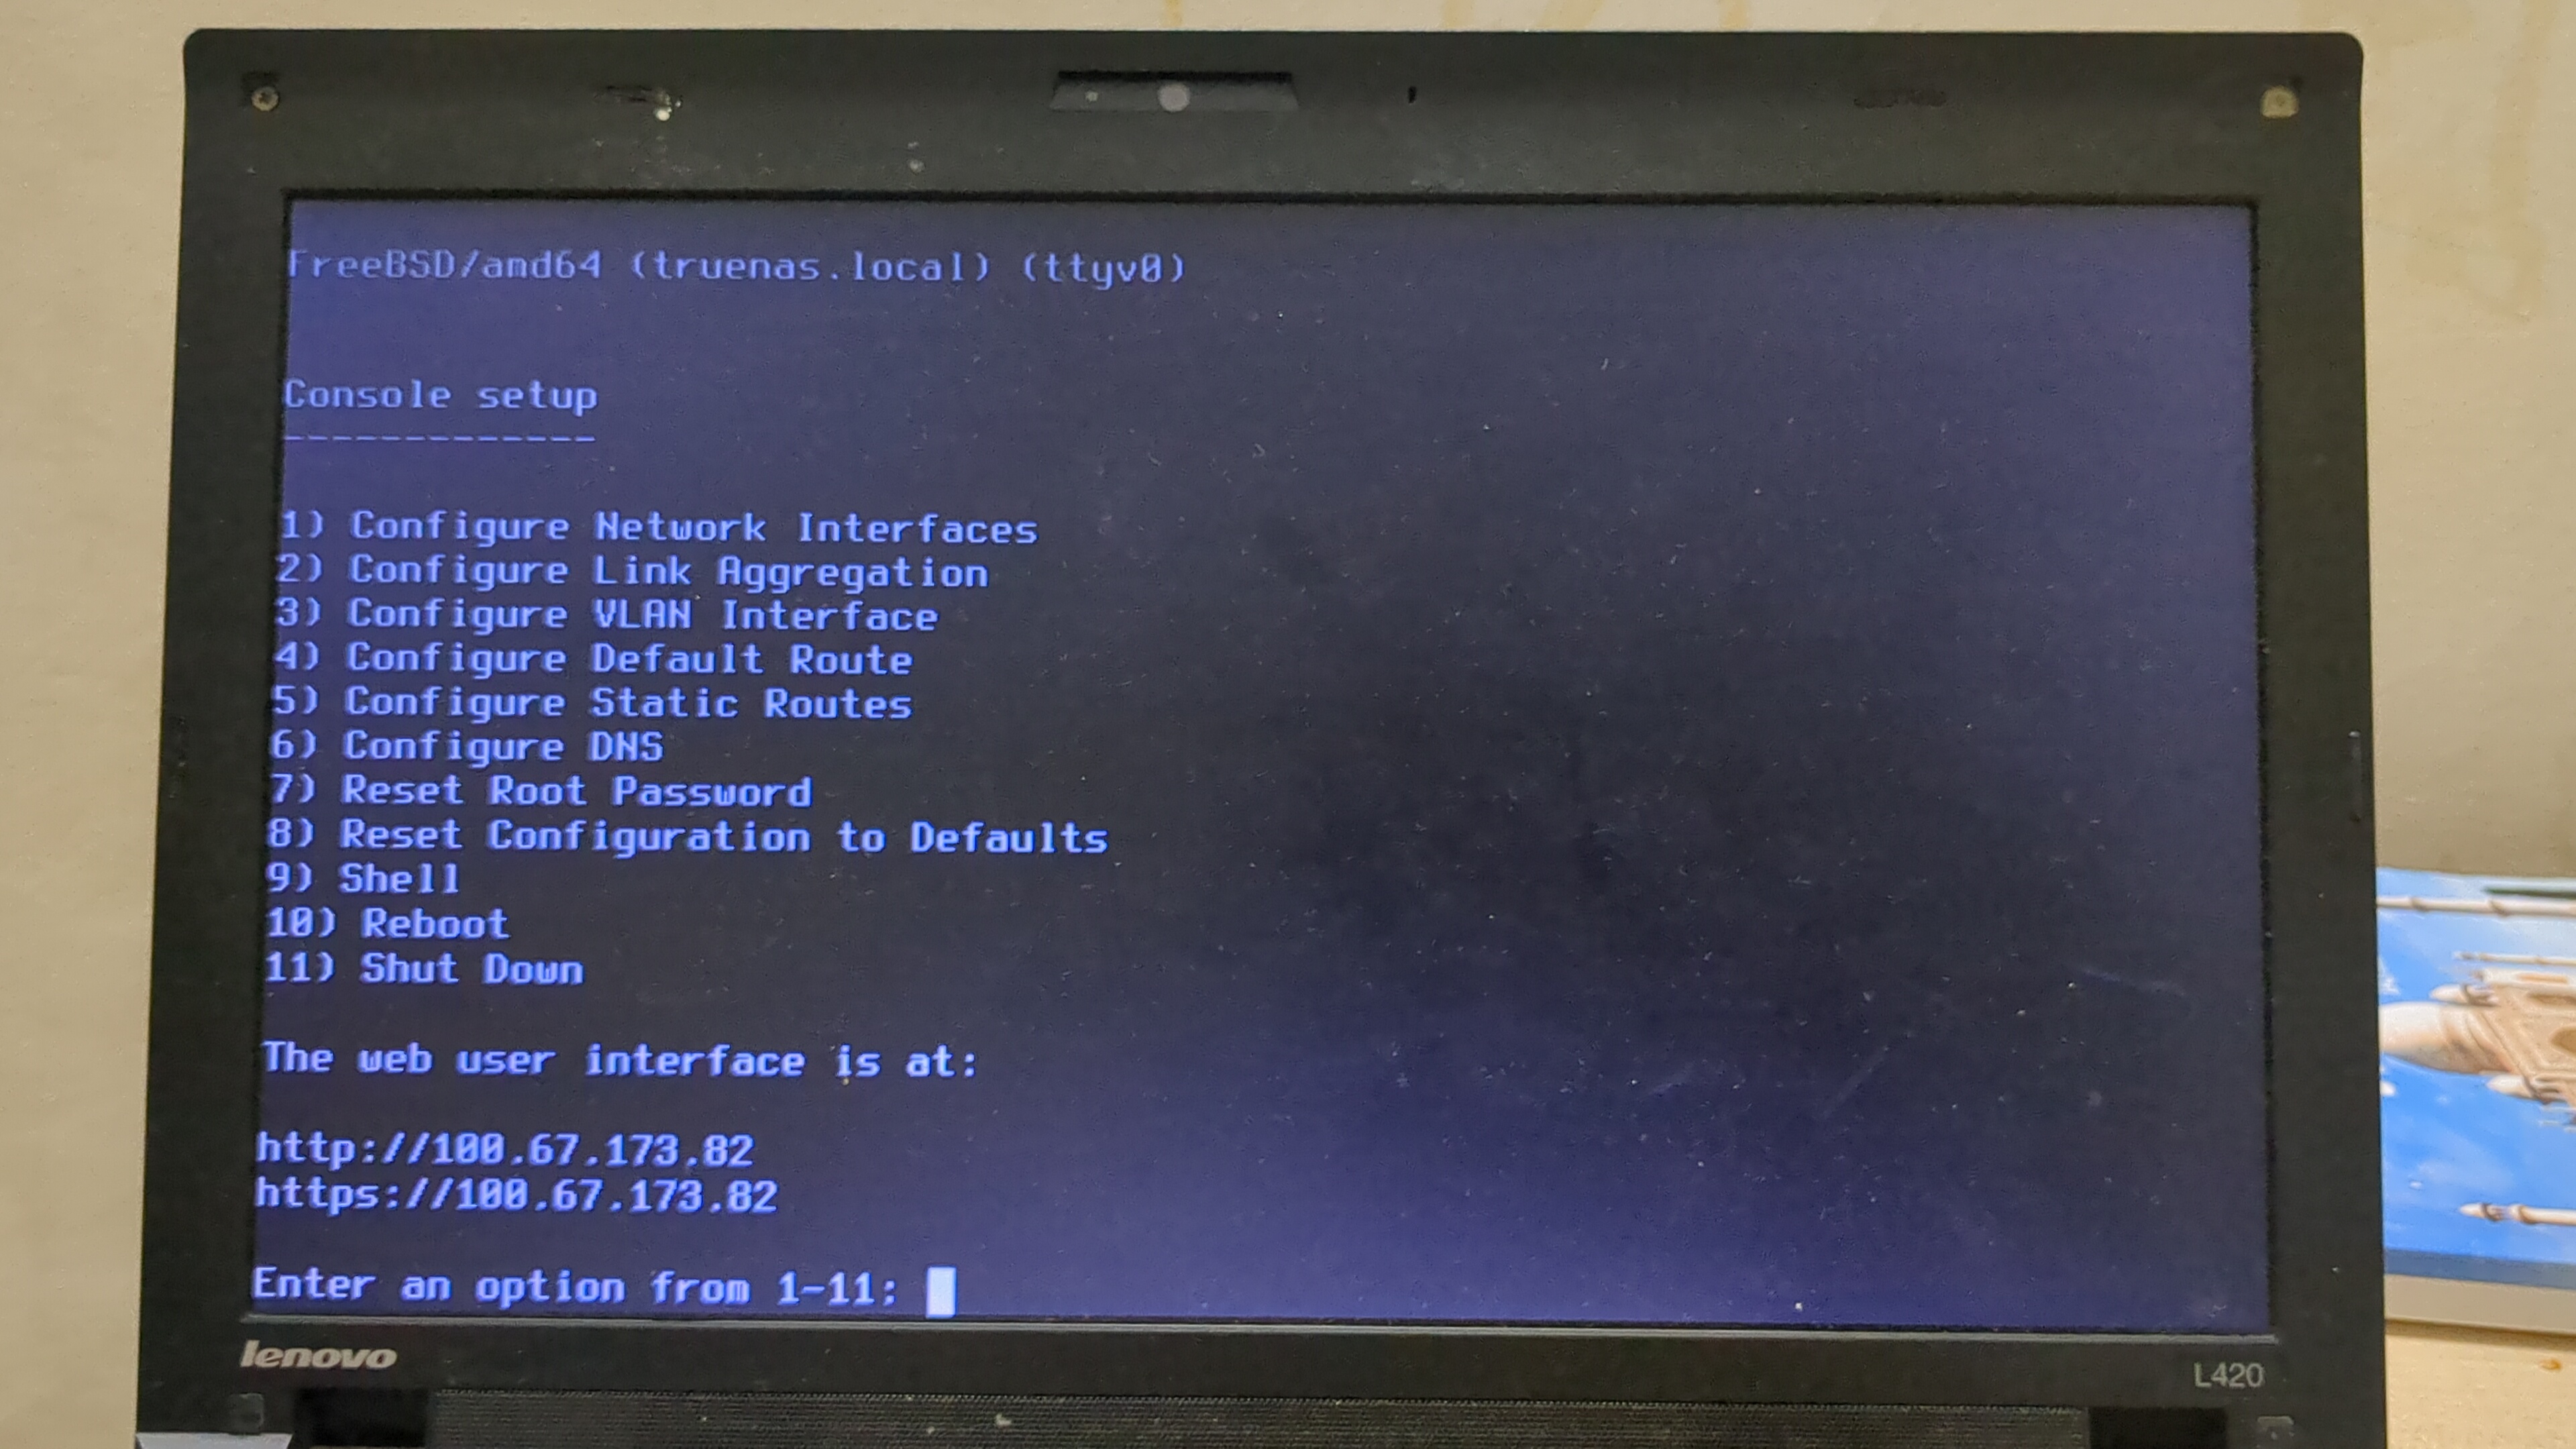 FreeBSD/amd64 (truenas.local) (ttyv0)
Console setup
-------------
1) Configure Network Interfaces
2) Configure Link Aggregation
3) Configure VLAN Interface
4) Configure Default Route
5) Configure Static Routes
6) Configure DNS
7) Reset Root Password
8) Reset Configuration to Defaults
9) Shell
10) Reboot
11) Shut Down
The web user interface is at:
http://100.67.173.82
https://100.67.173.82
Enter an option from 1-11:
lenovo
L420